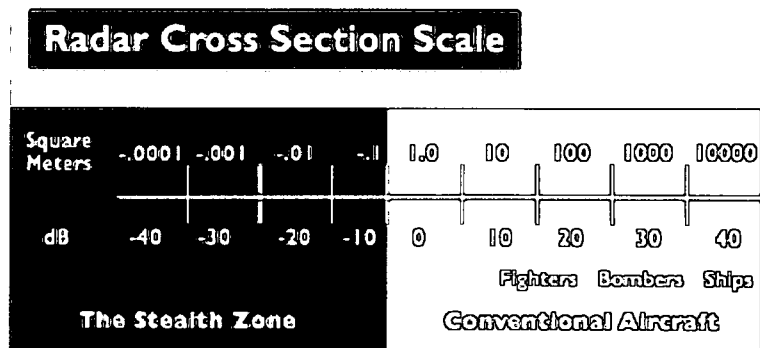 Radar Cross Section Scale
Square Meters
-.0001 -.001 -.01 -.1 1.0 10 100 1000 10000
dB -40 -30 -20 -10 0 10 20 30 40
Fighters Bombers Ships
The Stealth Zone Conventional Aircraft